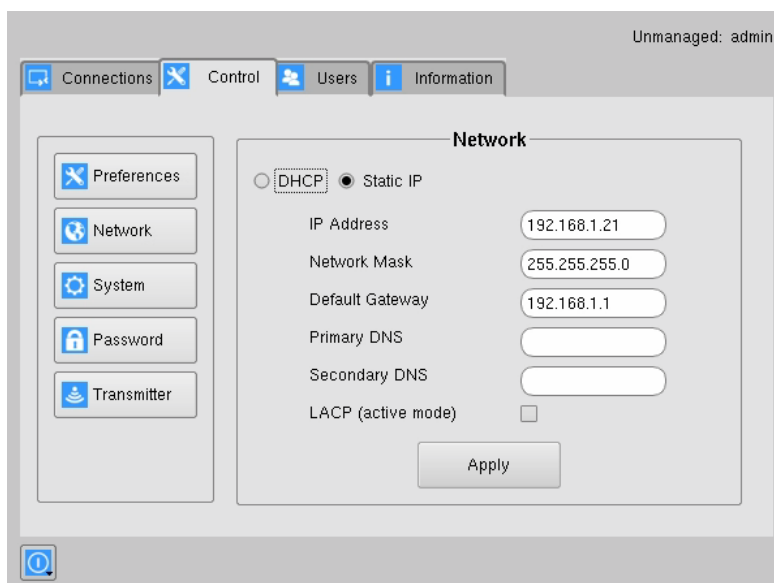 Unmanaged: admin
Connections
Control
Users
Information
Preferences
Network
System
Password
Transmitter
Network
DHCP
Static IP
IP Address
192.168.1.21
Network Mask
255.255.255.0
Default Gateway
192.168.1.1
Primary DNS
Secondary DNS
LACP (active mode)
Apply